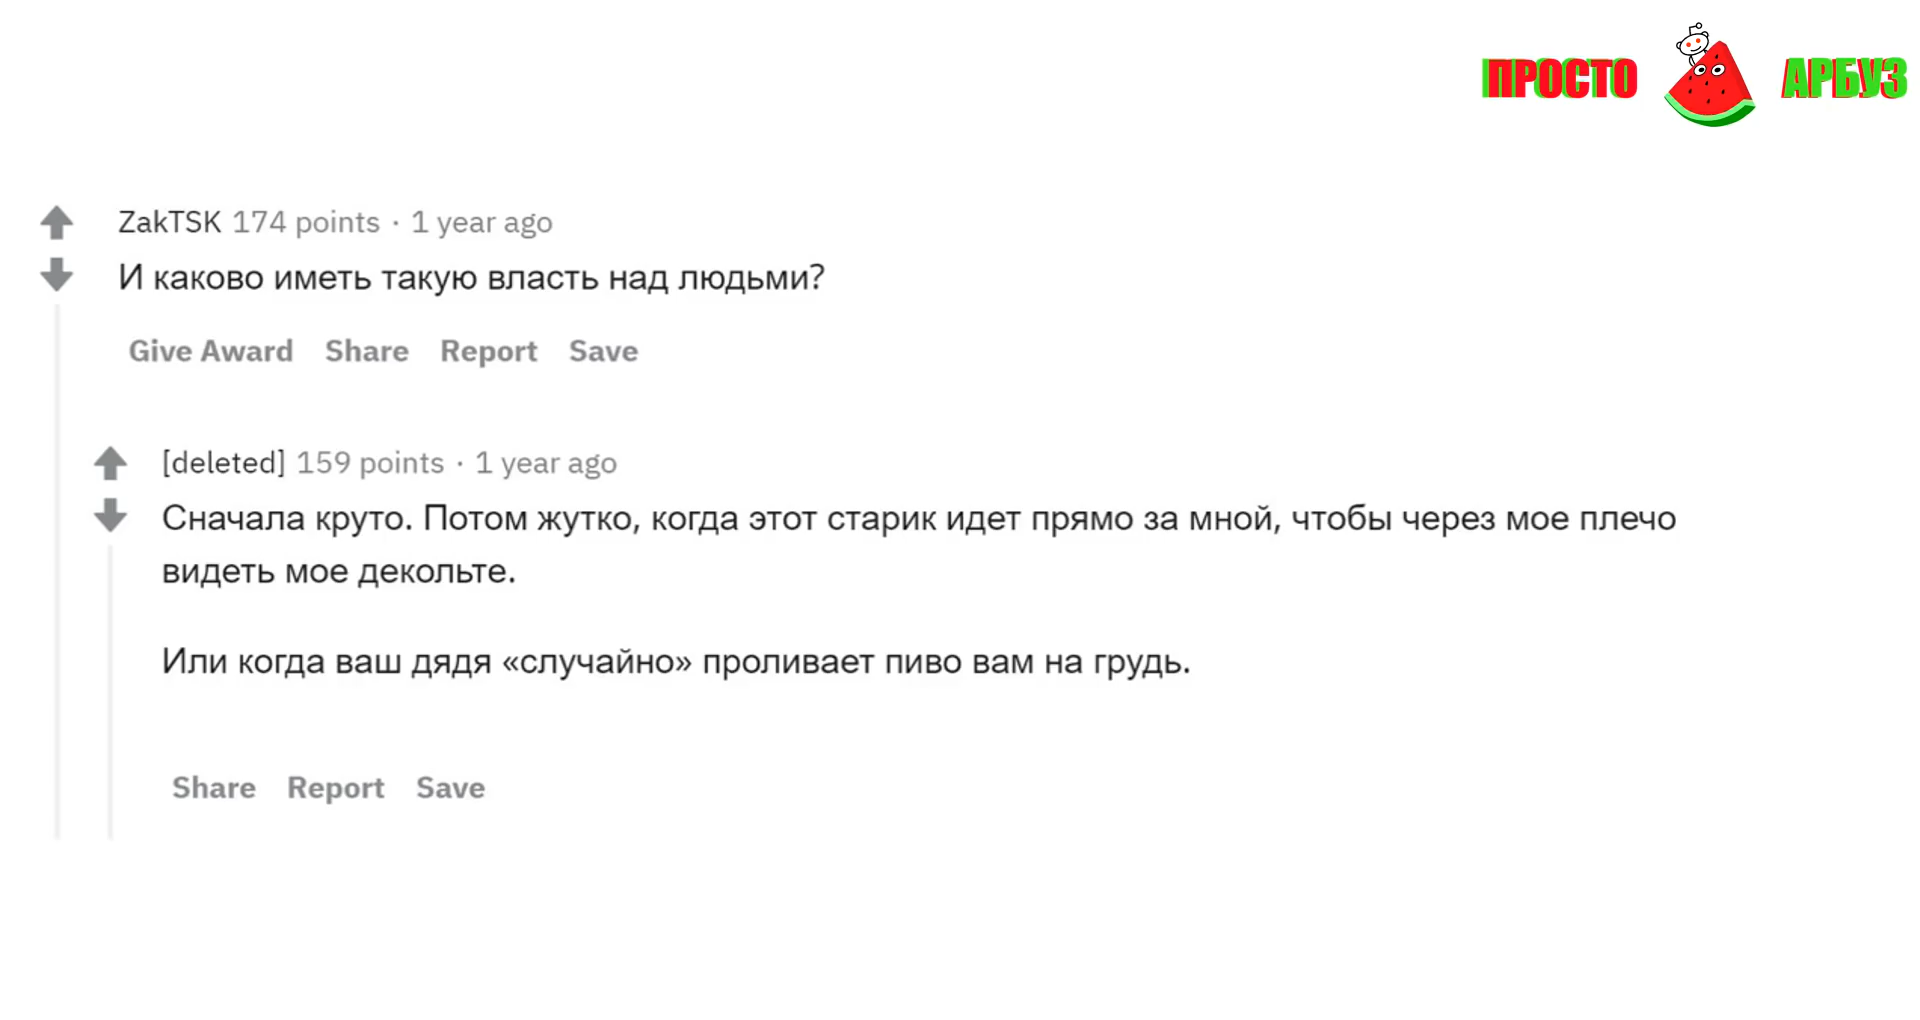 ПРОСТО АРБУЗ
ZakTSK 174 points · 1 year ago
И каково иметь такую власть над людьми?
Give Award Share Report Save
[deleted] 159 points · 1 year ago
Сначала круто. Потом жутко, когда этот старик идет прямо за мной, чтобы через мое плечо
видеть мое декольте.
Или когда ваш дядя «случайно» проливает пиво вам на грудь.
Share Report Save